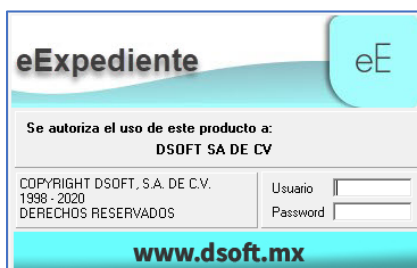 eExpediente
eE
Se autoriza el uso de este producto a:
DSOFT SA DE CV
COPYRIGHT DSOFT, S.A. DE C.V.
1998 - 2020
DERECHOS RESERVADOS
Usuario
Password
www.dsoft.mx